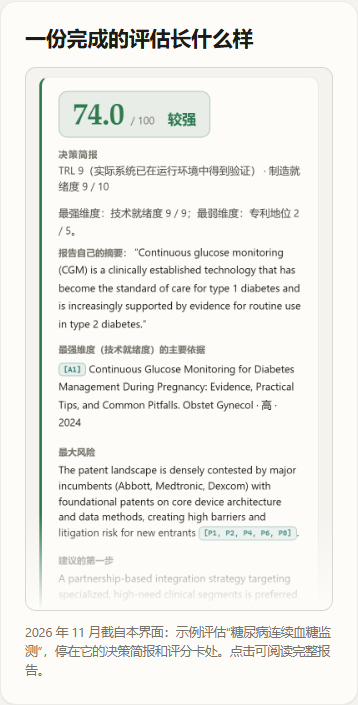 一份完成的评估长什么样
74.0 / 100 较强
决策简报
TRL 9（实际系统已在运行环境中得到验证）· 制造就
绪度 9 / 10
最强维度：技术就绪度 9 / 9；最弱维度：专利地位 2
/ 5。
报告自己的摘要：“Continuous glucose monitoring
(CGM) is a clinically established technology that has
become the standard of care for type 1 diabetes and
is increasingly supported by evidence for routine use
in type 2 diabetes.”
最强维度（技术就绪度）的主要依据
[A1] Continuous Glucose Monitoring for Diabetes
Management During Pregnancy: Evidence, Practical
Tips, and Common Pitfalls. Obstet Gynecol · 高 ·
2024
最大风险
The patent landscape is densely contested by major
incumbents (Abbott, Medtronic, Dexcom) with
foundational patents on core device architecture
and data methods, creating high barriers and
litigation risk for new entrants [P1, P2, P4, P6, P8].
建议的第一步
A partnership-based integration strategy targeting
specialized, high-need clinical segments is preferred
2026 年 11 月截自本界面：示例评估“糖尿病连续血糖监
测”，停在它的决策简报和评分卡处。点击可阅读完整报
告。